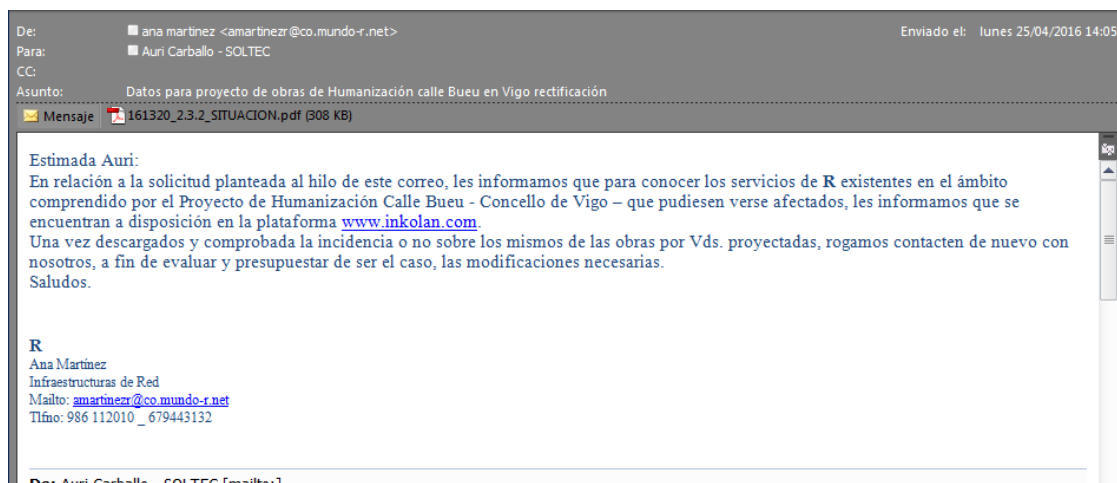 De: ana martinez <amartinezr@co.mundo-r.net> Enviado el: lunes 25/04/2016 14:05
Para: Auri Carballo - SOLTEC
CC:
Asunto: Datos para proyecto de obras de Humanización calle Bueu en Vigo rectificación
Mensaje 161320_2.3.2_SITUACION.pdf (308 KB)
Estimada Auri:
En relación a la solicitud planteada al hilo de este correo, les informamos que para conocer los servicios de R existentes en el ámbito
comprendido por el Proyecto de Humanización Calle Bueu - Concello de Vigo – que pudiesen verse afectados, les informamos que se
encuentran a disposición en la plataforma www.inkolan.com.
Una vez descargados y comprobada la incidencia o no sobre los mismos de las obras por Vds. proyectadas, rogamos contacten de nuevo con
nosotros, a fin de evaluar y presupuestar de ser el caso, las modificaciones necesarias.
Saludos.
R
Ana Martínez
Infraestructuras de Red
Mailto: amartinezr@co.mundo-r.net
Tlfno: 986 112010 _ 679443132
De: Auri Carballo - SOLTEC [mailto:]